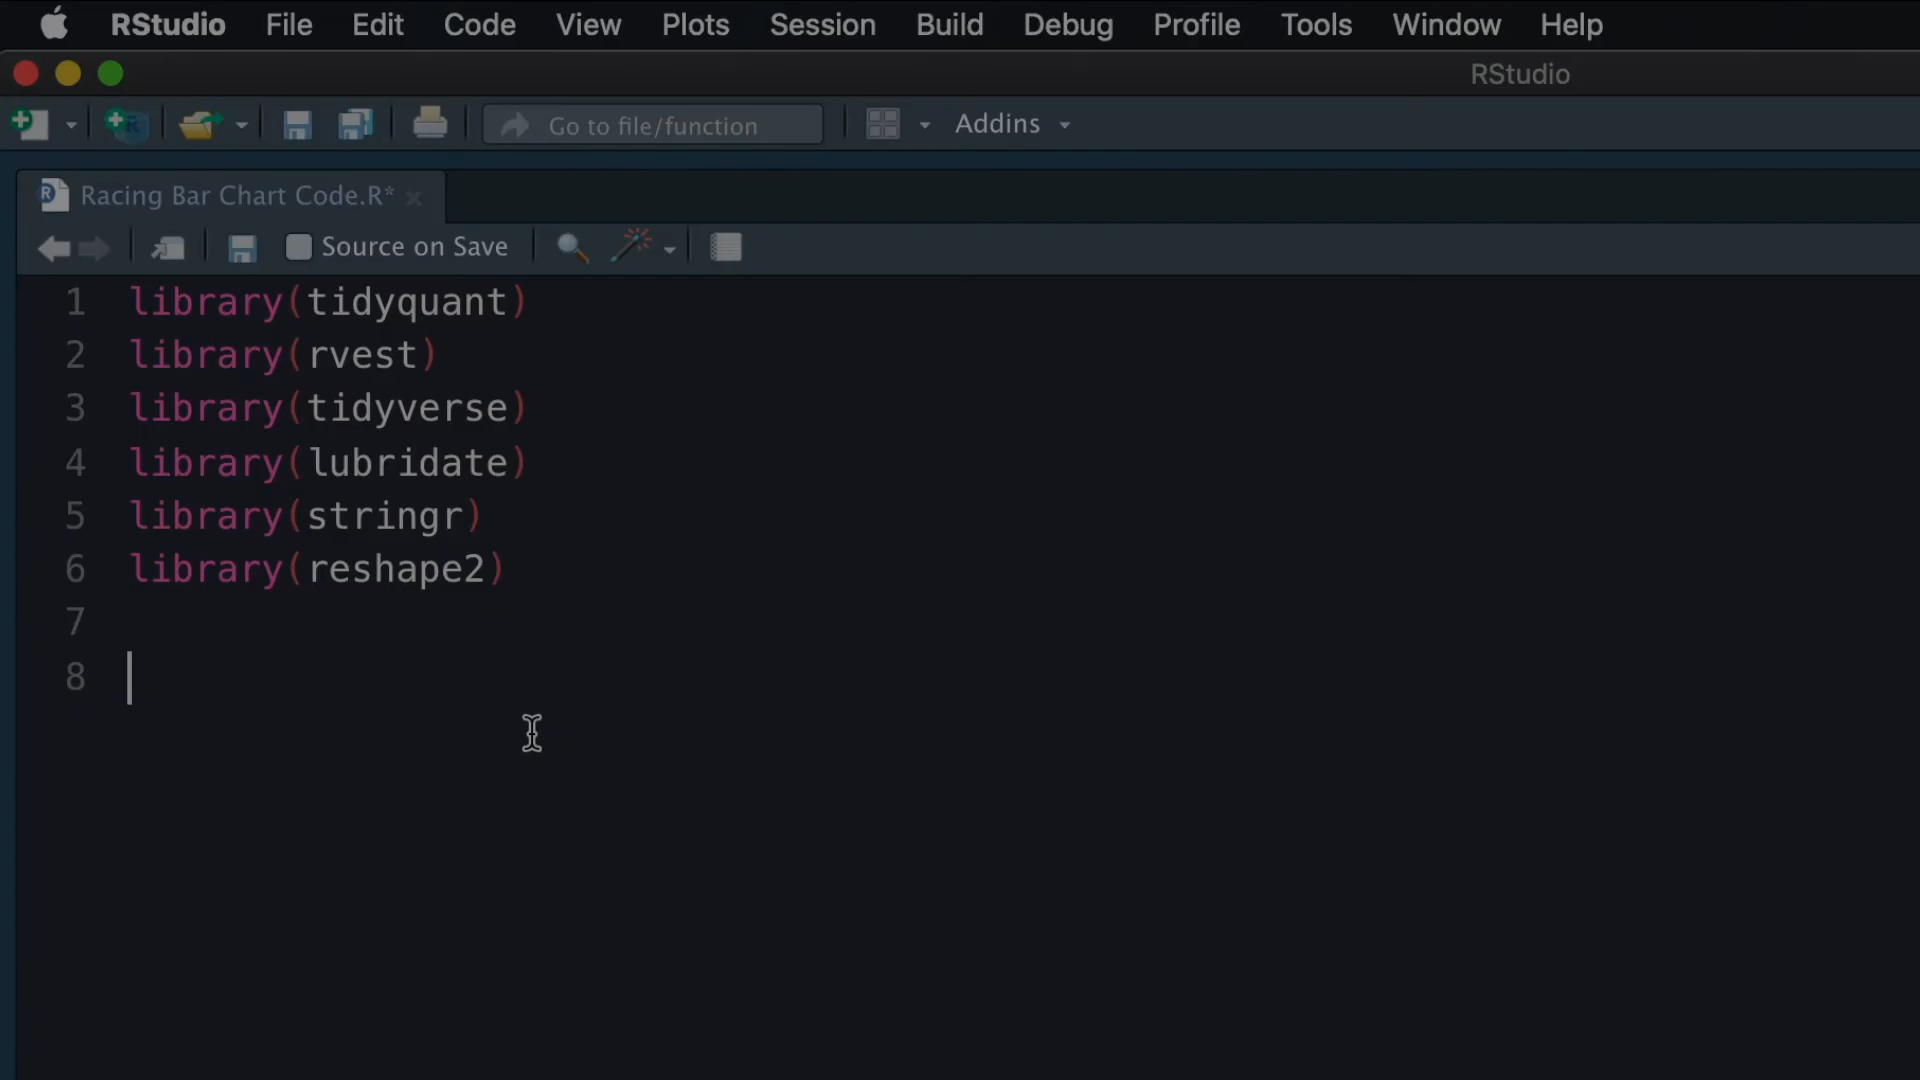 RStudio File Edit Code View Plots Session Build Debug Profile Tools Window Help
RStudio
Go to file/function Addins
Racing Bar Chart Code.R*
Source on Save
1 library(tidyquant)
2 library(rvest)
3 library(tidyverse)
4 library(lubridate)
5 library(stringr)
6 library(reshape2)
7
8